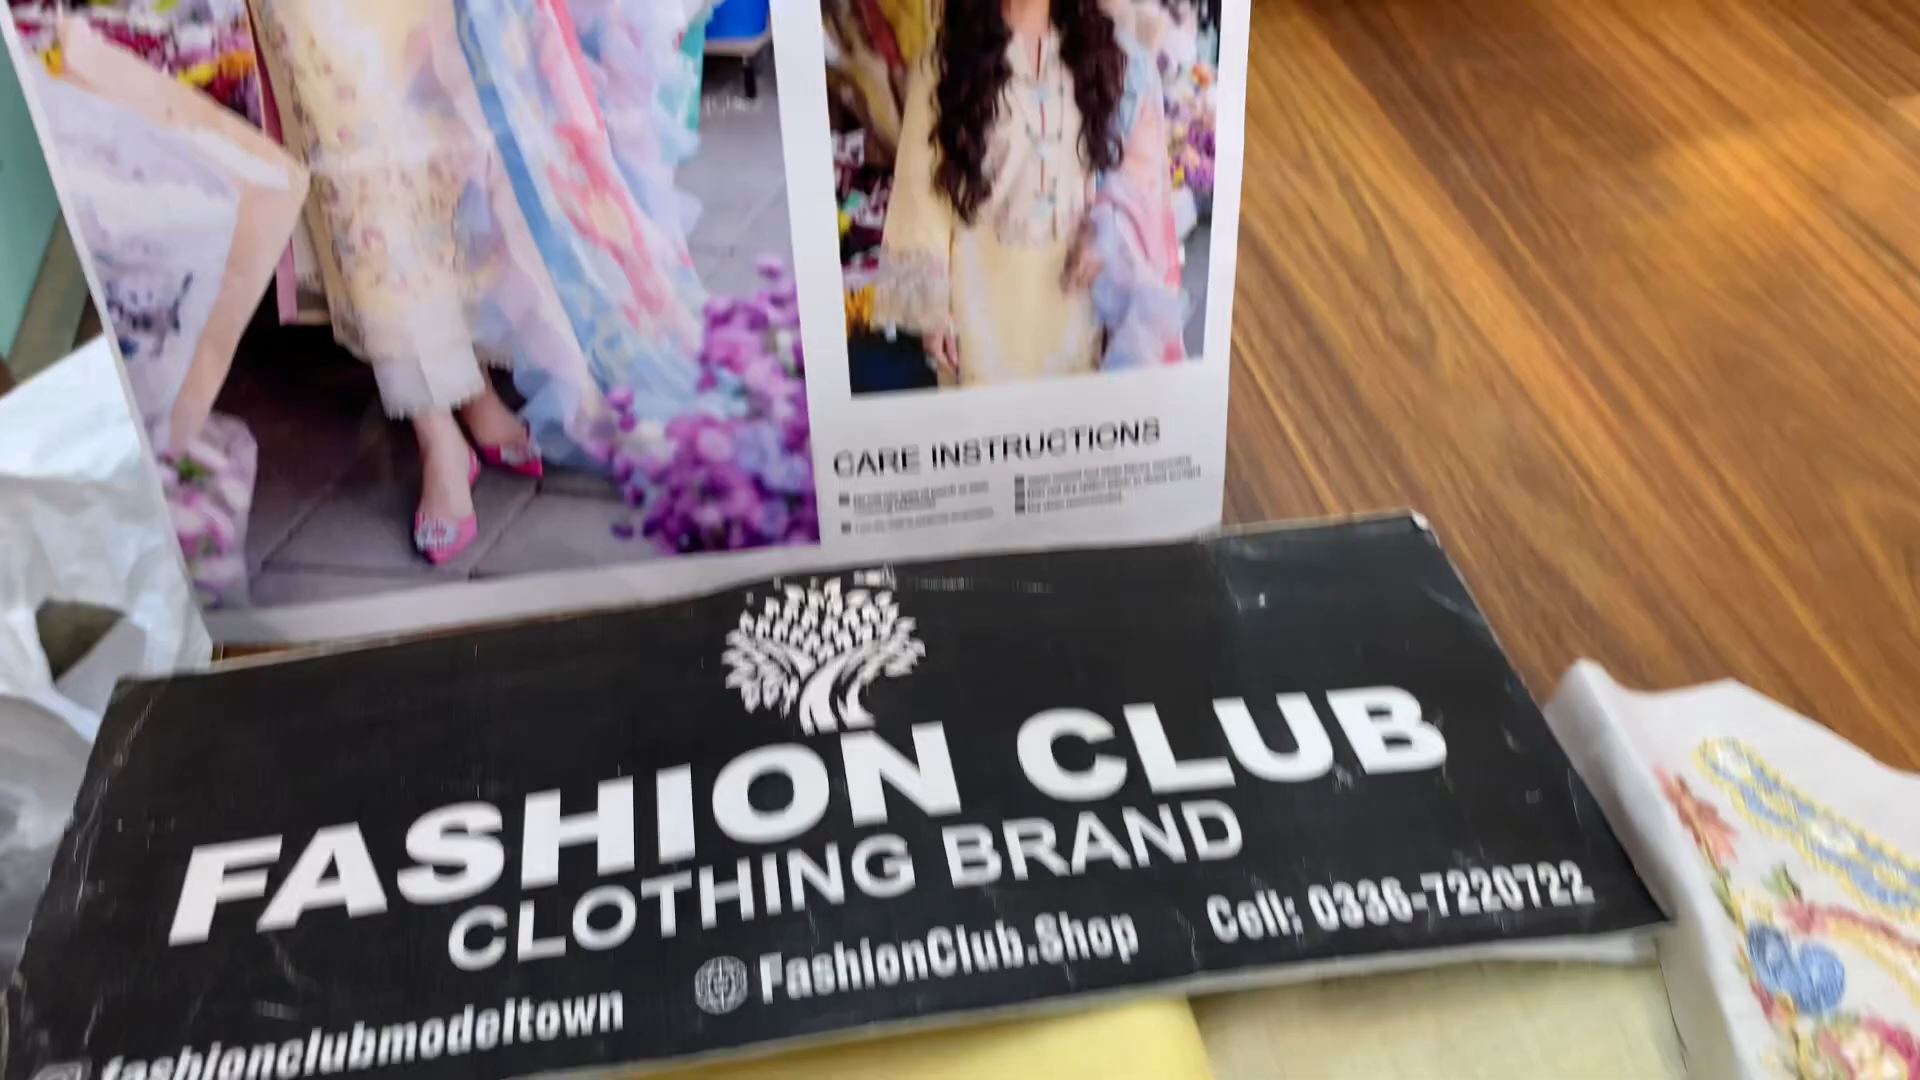 CARE INSTRUCTIONS
FASHION CLUB
CLOTHING BRAND
fashionclubmodeltown
FashionClub.Shop
Cell: 0336-7220722